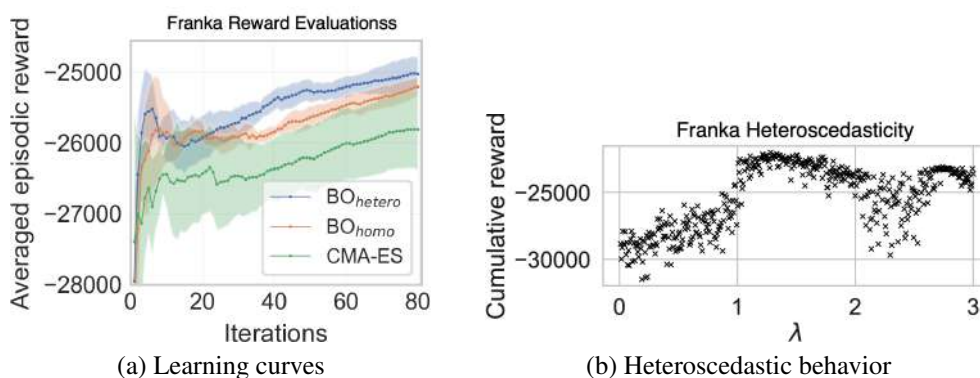 Franka Reward Evaluationss
Averaged episodic reward
−25000
−26000
−27000
−28000
0 20 40 60 80
Iterations
BO_hetero
BO_homo
CMA-ES
(a) Learning curves
Franka Heteroscedasticity
Cumulative reward
−25000
−30000
0 1 2 3
λ
(b) Heteroscedastic behavior